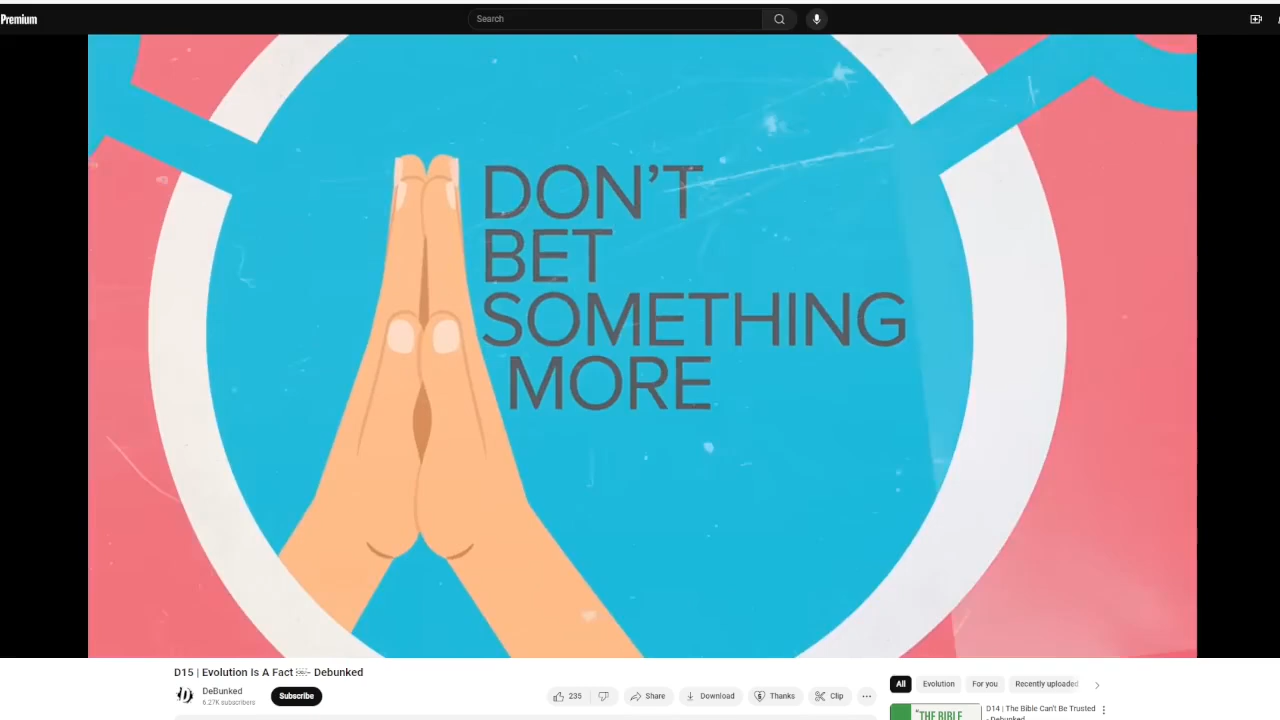 Premium
Search
DON'T
BET
SOMETHING
MORE
D15 | Evolution Is A Fact ￼- Debunked
DeBunked
6.27K subscribers
Subscribe
235
Share
Download
Thanks
Clip
All
Evolution
For you
Recently uploaded
"THE BIBLE
D14 | The Bible Can't Be Trusted
- Debunked